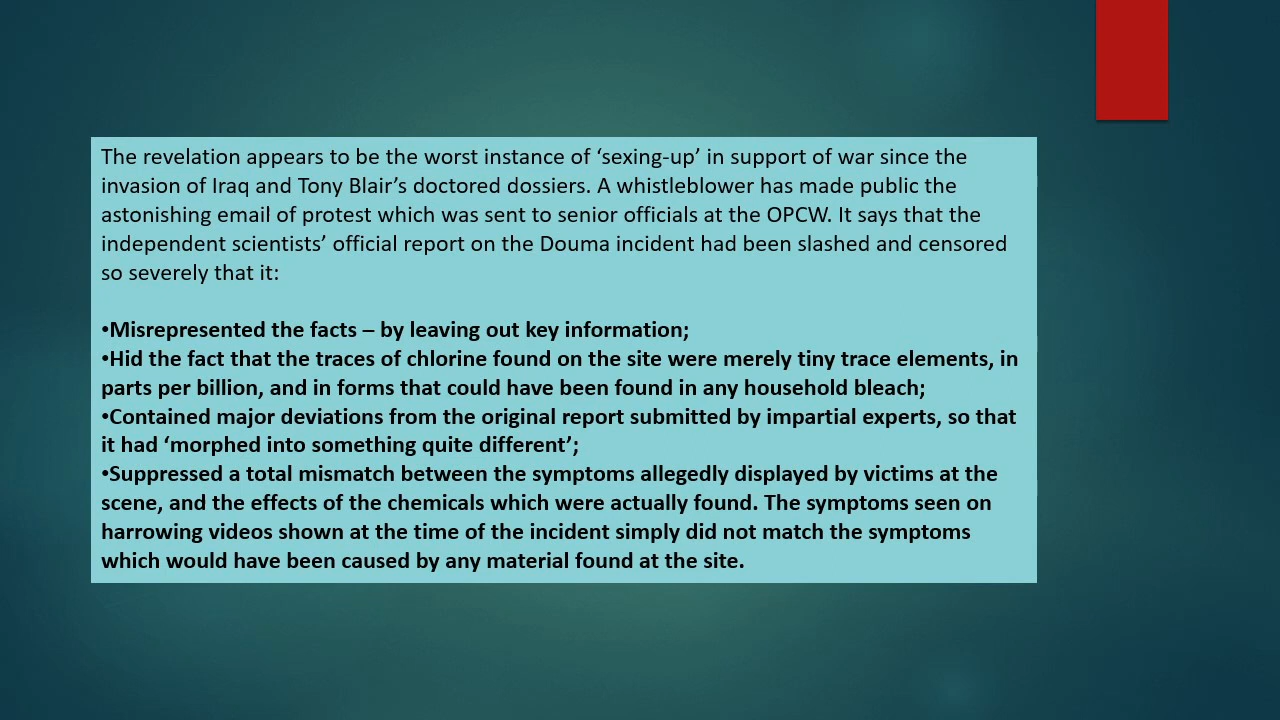 The revelation appears to be the worst instance of ‘sexing-up’ in support of war since the
invasion of Iraq and Tony Blair’s doctored dossiers. A whistleblower has made public the
astonishing email of protest which was sent to senior officials at the OPCW. It says that the
independent scientists’ official report on the Douma incident had been slashed and censored
so severely that it:
•Misrepresented the facts – by leaving out key information;
•Hid the fact that the traces of chlorine found on the site were merely tiny trace elements, in
parts per billion, and in forms that could have been found in any household bleach;
•Contained major deviations from the original report submitted by impartial experts, so that
it had ‘morphed into something quite different’;
•Suppressed a total mismatch between the symptoms allegedly displayed by victims at the
scene, and the effects of the chemicals which were actually found. The symptoms seen on
harrowing videos shown at the time of the incident simply did not match the symptoms
which would have been caused by any material found at the site.